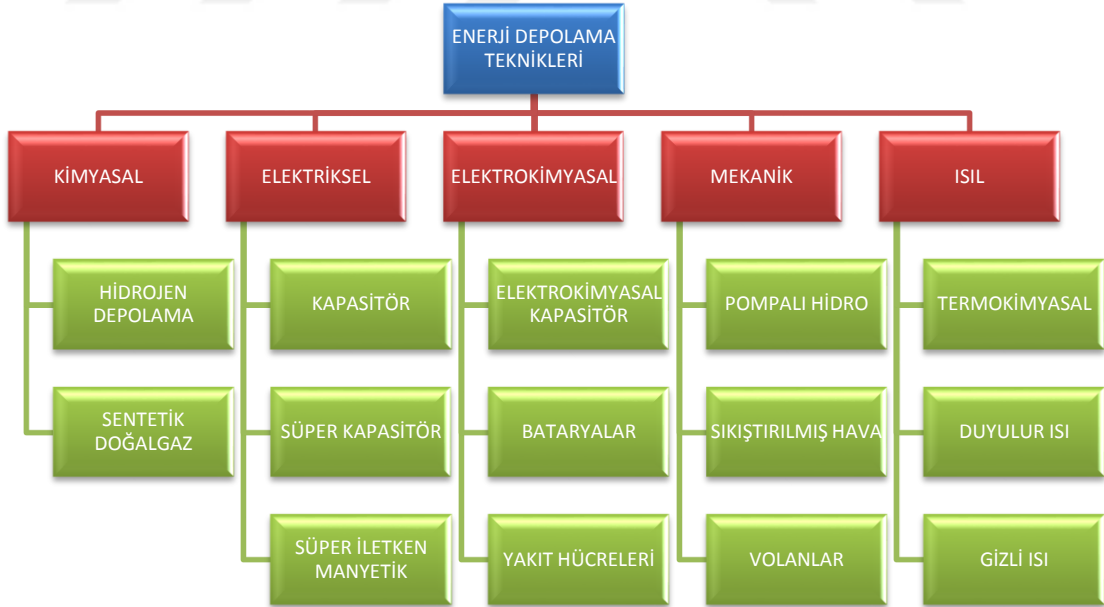 ENERJİ DEPOLAMA
TEKNİKLERİ
KİMYASAL
ELEKTRİKSEL
ELEKTROKİMYASAL
MEKANİK
ISIL
HİDROJEN
DEPOLAMA
KAPASİTÖR
ELEKTROKİMYASAL
KAPASİTÖR
POMPALI HİDRO
TERMOKİMYASAL
SENTETİK
DOĞALGAZ
SÜPER KAPASİTÖR
BATARYALAR
SIKIŞTIRILMIŞ HAVA
DUYULUR ISI
SÜPER İLETKEN
MANYETİK
YAKIT HÜCRELERİ
VOLANLAR
GİZLİ ISI